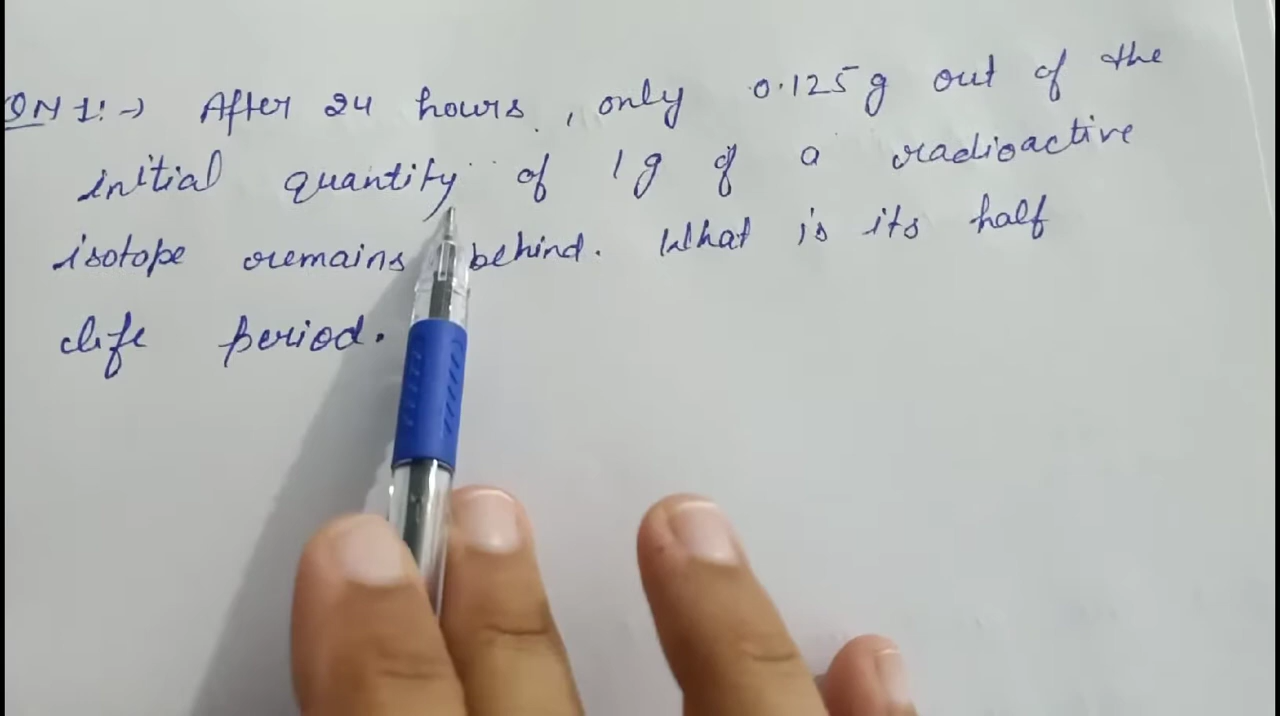 QN 1:→ After 24 hours, only 0.125g out of the
initial quantity of 1g of a radioactive
isotope remains behind. What is its half
life period.